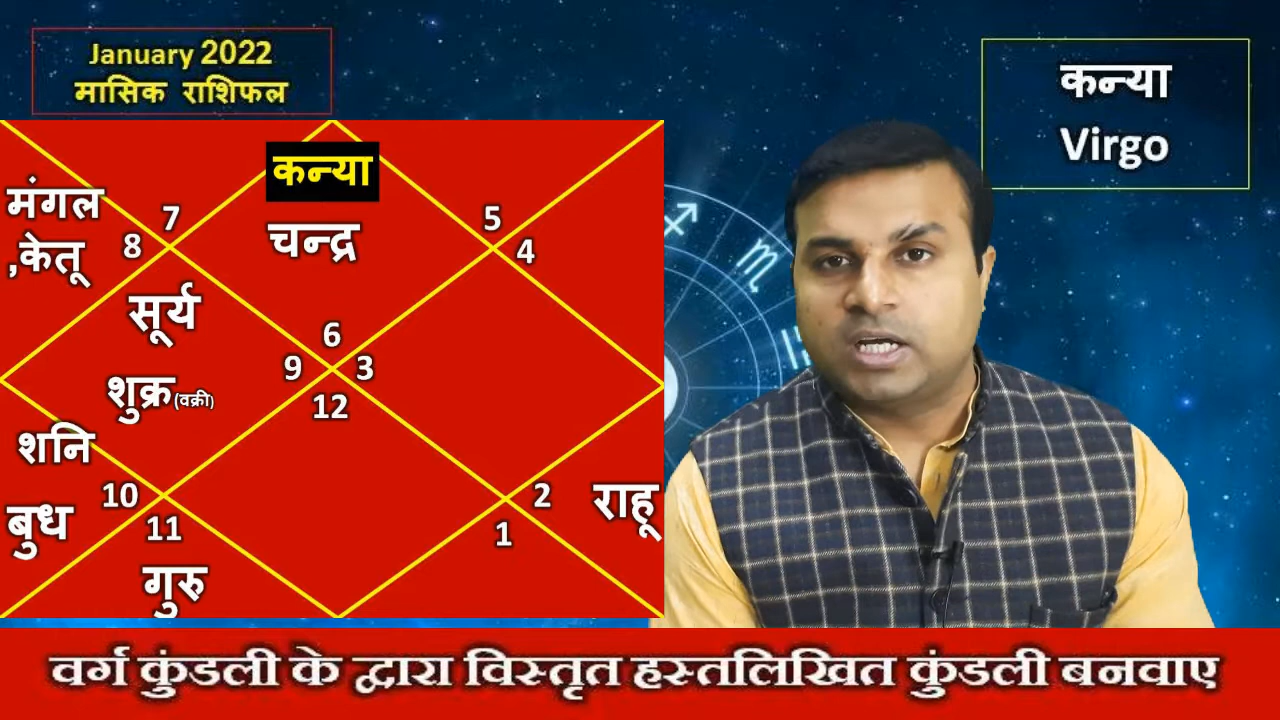 January 2022
मासिक राशिफल
कन्या
Virgo
कन्या
चन्द्र
मंगल
,केतू
7
8
5
4
सूर्य
शुक्र(वक्री)
6
9
3
12
शनि
बुध
10
11
गुरु
2
1
राहू
वर्ग कुंडली के द्वारा विस्तृत हस्तलिखित कुंडली बनवाए